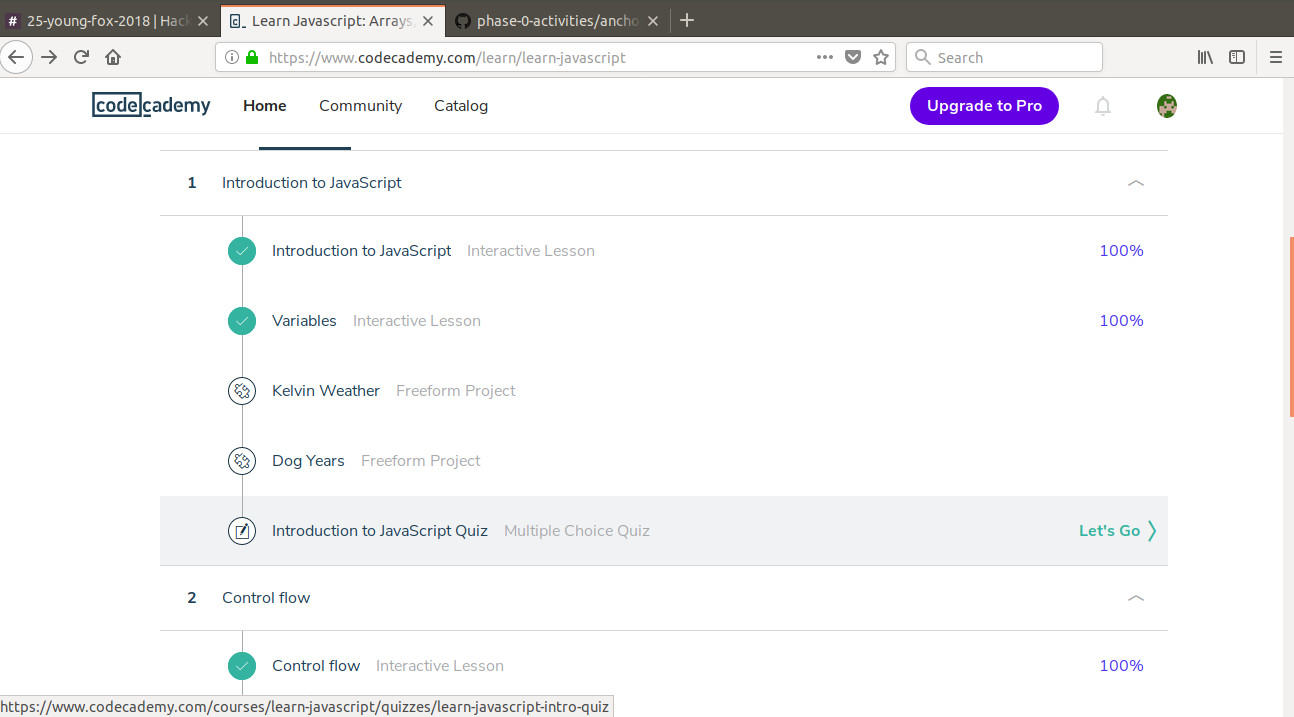 # 25-young-fox-2018 | Hack
Learn Javascript: Arrays,
phase-0-activities/ancho
https://www.codecademy.com/learn/learn-javascript
Search
codecademy
Home
Community
Catalog
Upgrade to Pro
1 Introduction to JavaScript
Introduction to JavaScript Interactive Lesson 100%
Variables Interactive Lesson 100%
Kelvin Weather Freeform Project
Dog Years Freeform Project
Introduction to JavaScript Quiz Multiple Choice Quiz Let's Go
2 Control flow
Control flow Interactive Lesson 100%
https://www.codecademy.com/courses/learn-javascript/quizzes/learn-javascript-intro-quiz